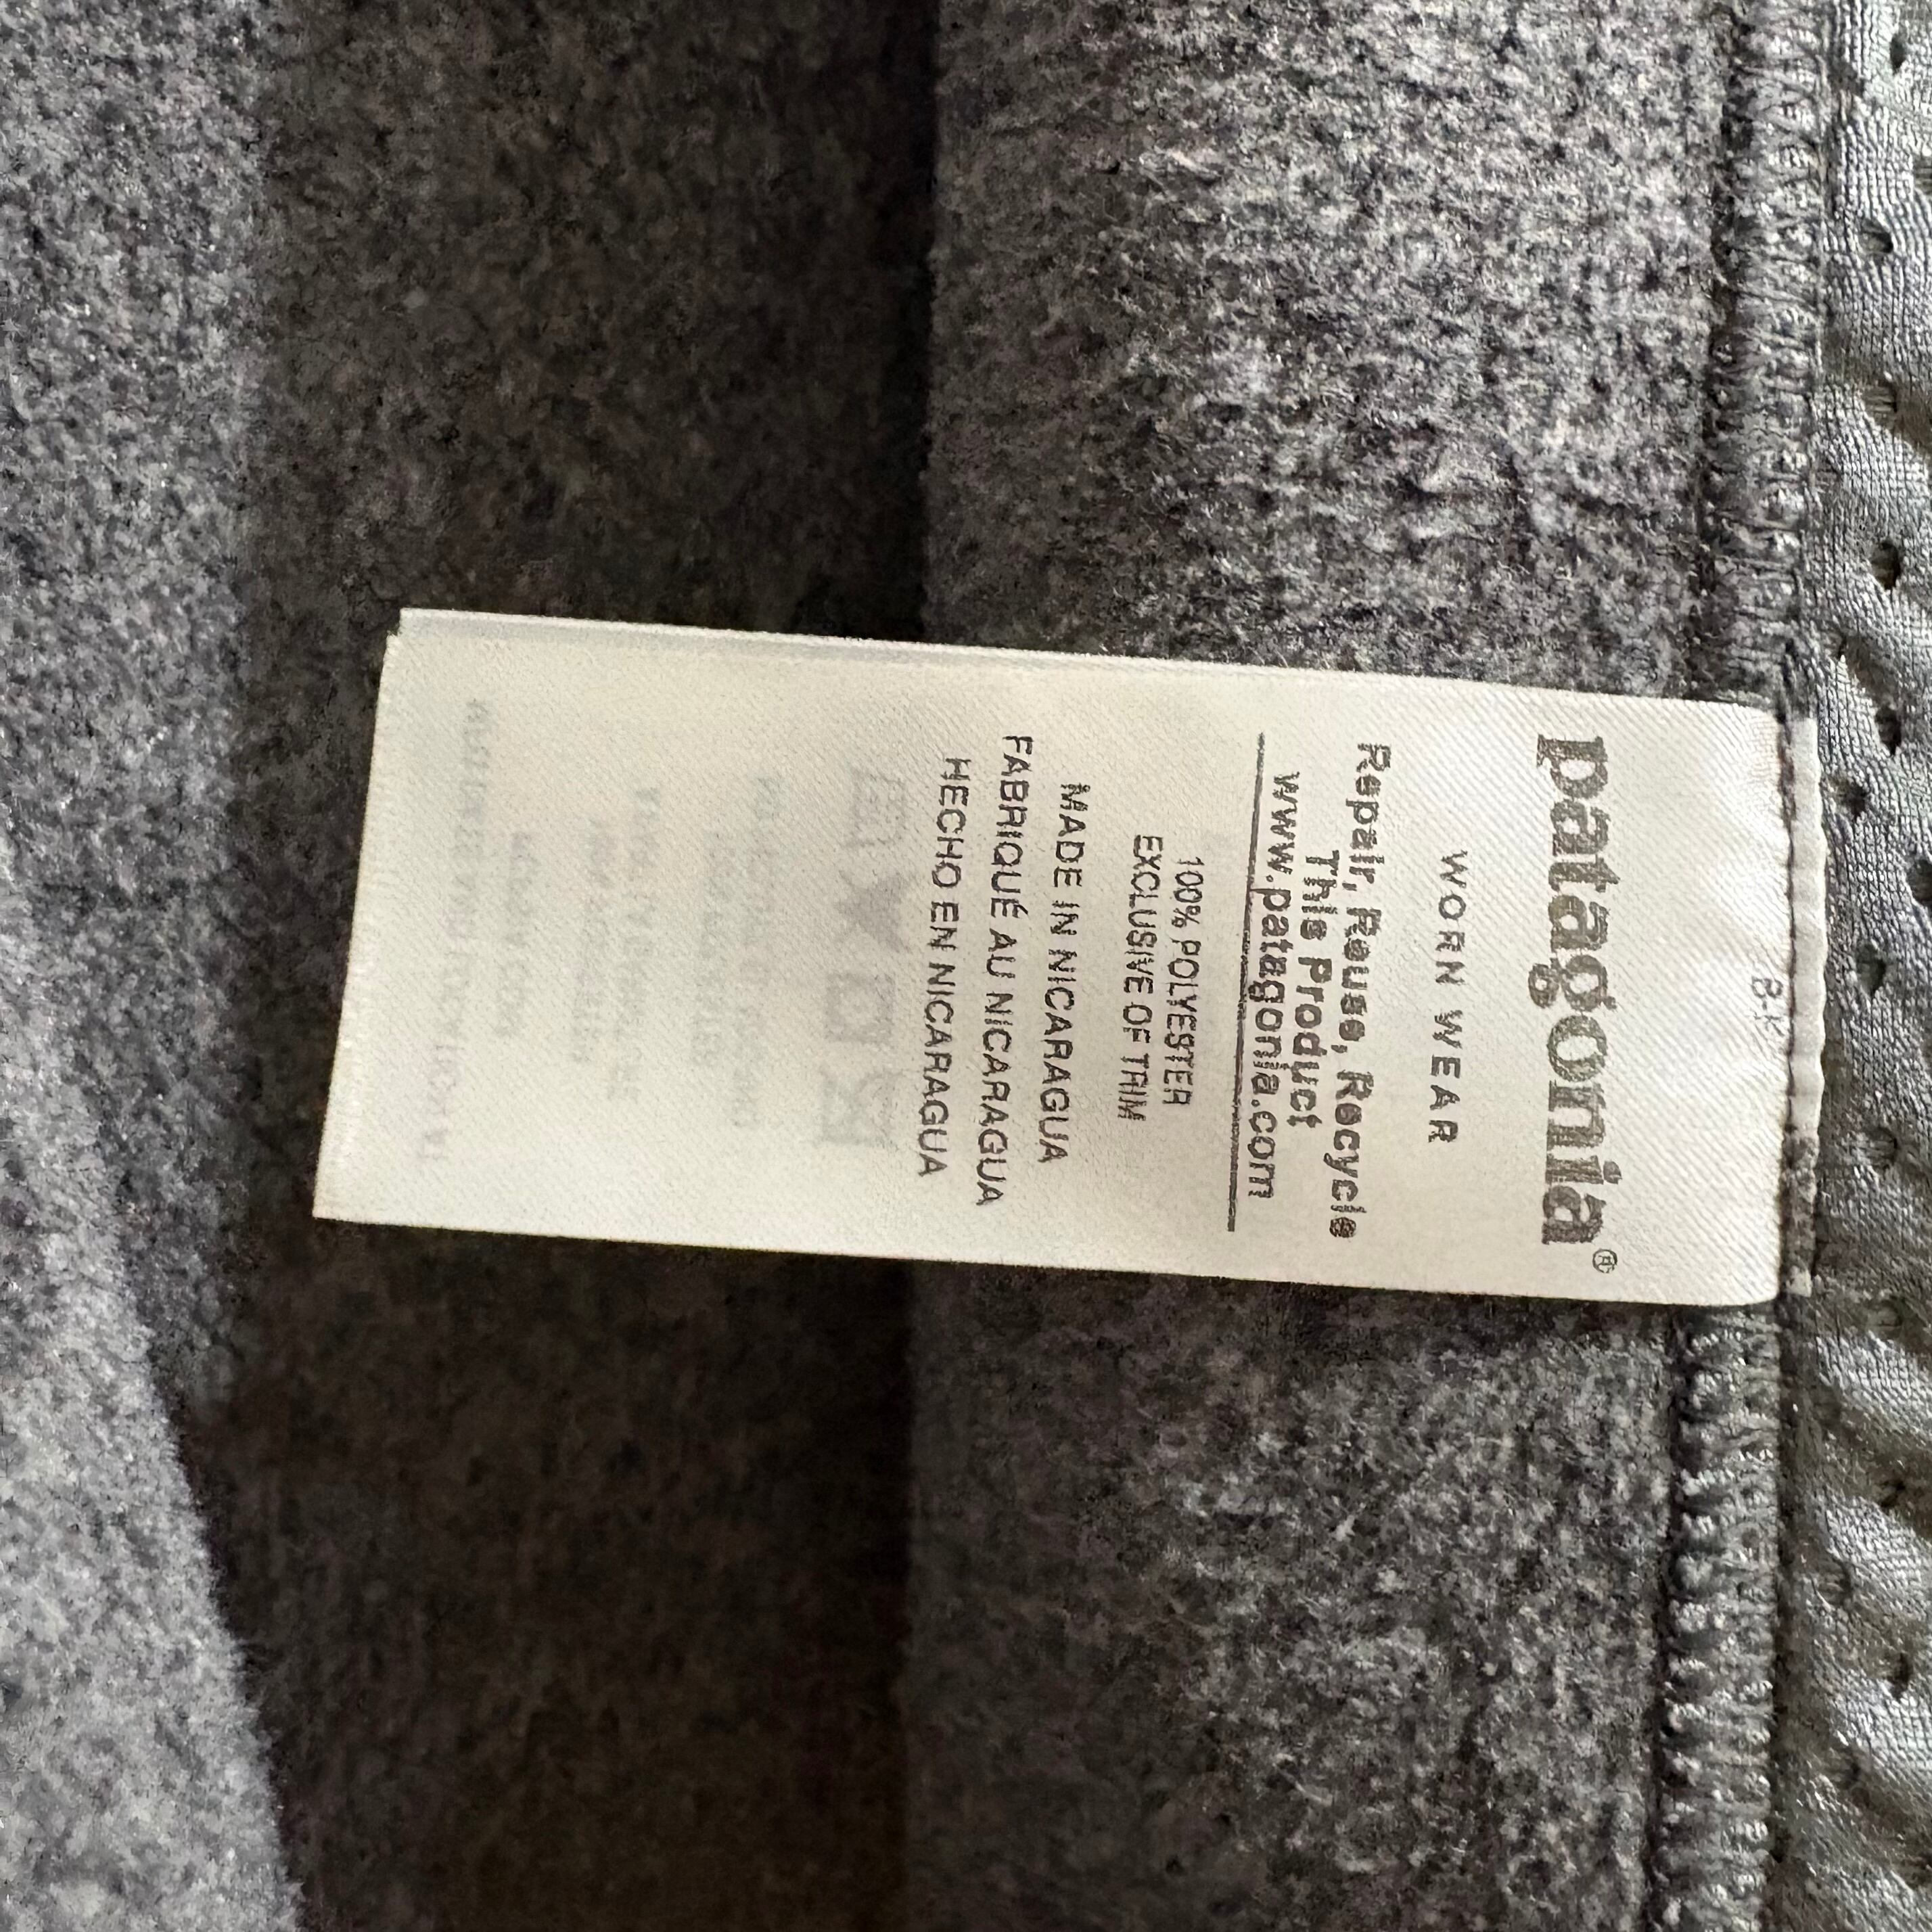 patagonia®
WORN WEAR
Repair, Reuse, Recycle
This Product
www.patagonia.com
100% POLYESTER
EXCLUSIVE OF TRIM
MADE IN NICARAGUA
FABRIQUÉ AU NICARAGUA
HECHO EN NICARAGUA